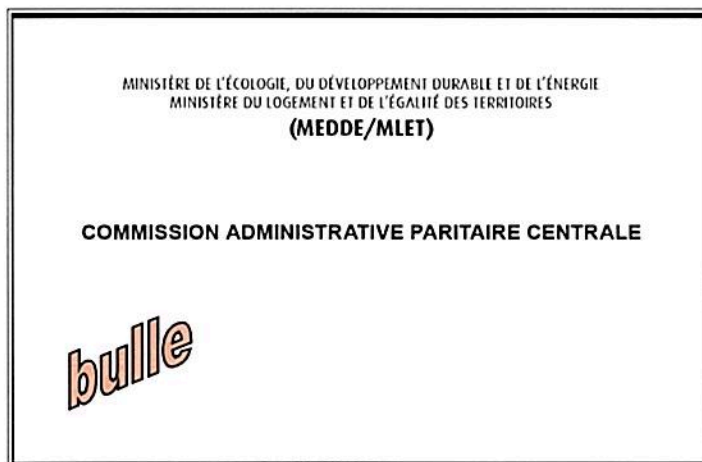 MINISTÈRE DE L'ÉCOLOGIE, DU DÉVELOPPEMENT DURABLE ET DE L'ÉNERGIE
MINISTÈRE DU LOGEMENT ET DE L'ÉGALITÉ DES TERRITOIRES
(MEDDE/MLET)
COMMISSION ADMINISTRATIVE PARITAIRE CENTRALE
bulle